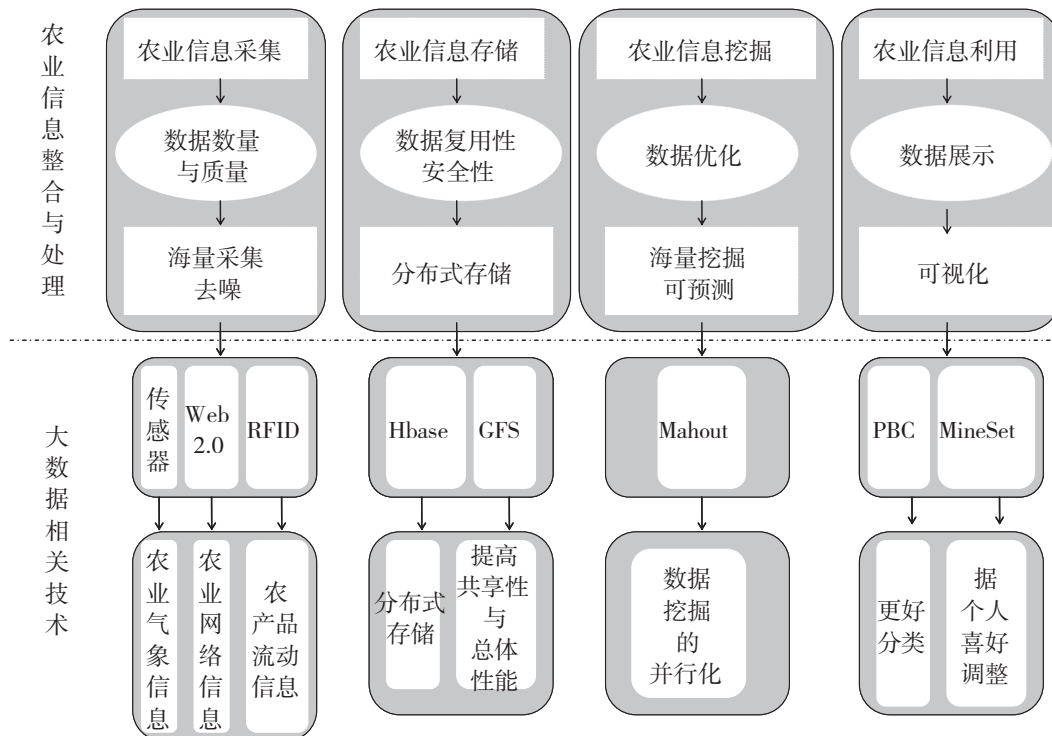 农业信息整合与处理
农业信息采集
数据数量
与质量
海量采集
去噪
农业信息存储
数据复用性
安全性
分布式存储
农业信息挖掘
数据优化
海量挖掘
可预测
农业信息利用
数据展示
可视化
大数据相关技术
传感器
Web
2.0
RFID
Hbase
GFS
Mahout
PBC
MineSet
农业气象信息
农业网络信息
农
产品
流动
信息
分布式
存储
提高
共享性
与
总体
性能
数据
挖掘
的
并行化
更好
分类
据
个人
喜好
调整